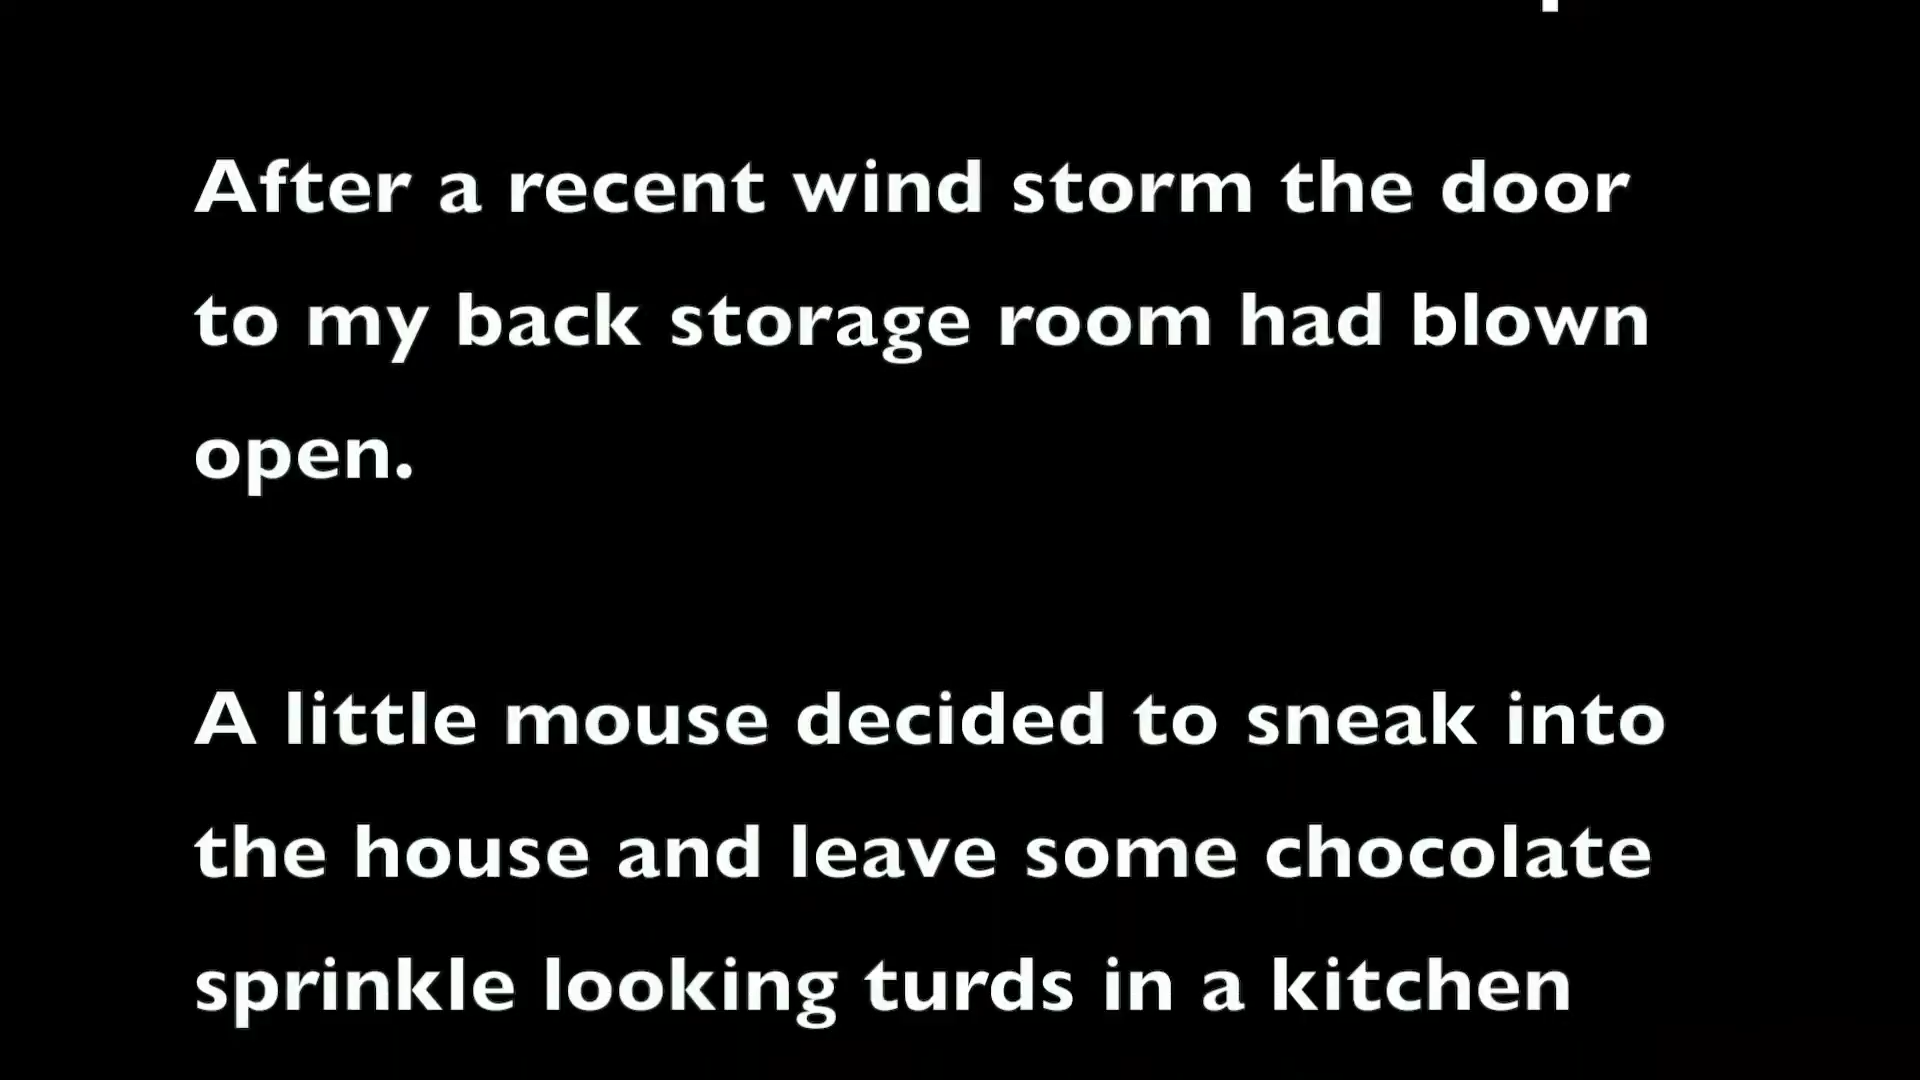 After a recent wind storm the door
to my back storage room had blown
open.
A little mouse decided to sneak into
the house and leave some chocolate
sprinkle looking turds in a kitchen